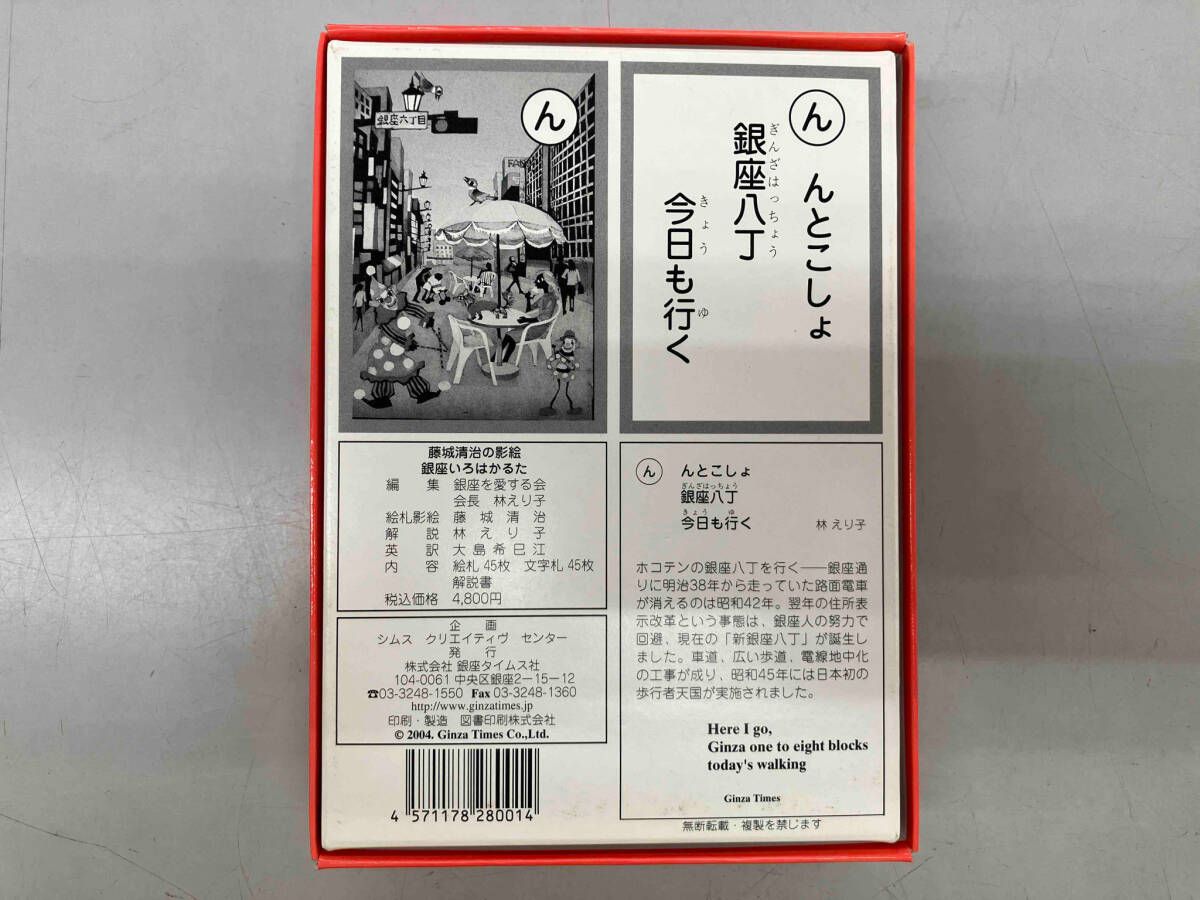 銀座六丁目
ん
ん
んとこしょ
銀座八丁
ぎんざはっちょう
今日も行く
きょう ゆ
藤城清治の影絵
銀座いろはかるた
編 集 銀座を愛する会
会長 林えり子
絵札影絵 藤城清治
解 説 林えり子
英 訳 大島希巳江
内 容 絵札45枚 文字札45枚
解説書
税込価格 4,800円
企 画
シムス クリエイティヴ センター
発 行
株式会社 銀座タイムス社
104-0061 中央区銀座2-15-12
☎03-3248-1550 Fax 03-3248-1360
http://www.ginzatimes.jp
印刷・製造 図書印刷株式会社
© 2004. Ginza Times Co.,Ltd.
4 571178 280014
ん んとこしょ
ぎんざはっちょう
銀座八丁
きょう ゆ
今日も行く 林 えり子
ホコテンの銀座八丁を行く――銀座通
りに明治38年から走っていた路面電車
が消えるのは昭和42年。翌年の住所表
示改革という事態は、銀座人の努力で
回避、現在の「新銀座八丁」が誕生し
ました。車道、広い歩道、電線地中化
の工事が成り、昭和45年には日本初の
歩行者天国が実施されました。
Here I go,
Ginza one to eight blocks
today's walking
Ginza Times
無断転載・複製を禁じます